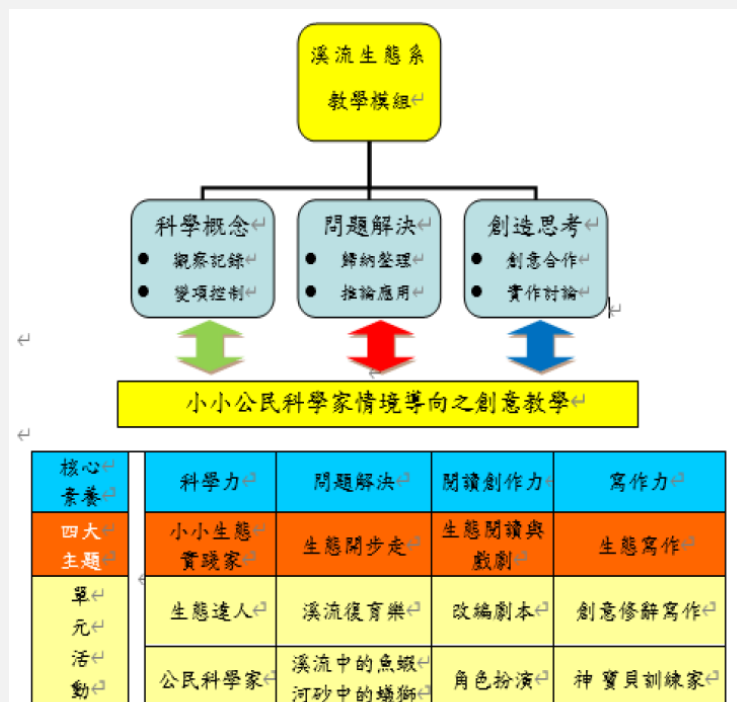 溪流生態系
教學模組
科學概念
● 觀察記錄
● 變項控制
問題解決
● 歸納整理
● 推論應用
創造思考
● 創意合作
● 實作討論
小小公民科學家情境導向之創意教學
核心
素養
科學力
問題解決
閱讀創作力
寫作力
四大
主題
小小生態
實踐家
生態開步走
生態閱讀與
戲劇
生態寫作
單
元
活
動
生態達人
溪流復育樂
改編劇本
創意修辭寫作
公民科學家
溪流中的魚蝦
河砂中的蟻獅
角色扮演
神 寶貝訓練家